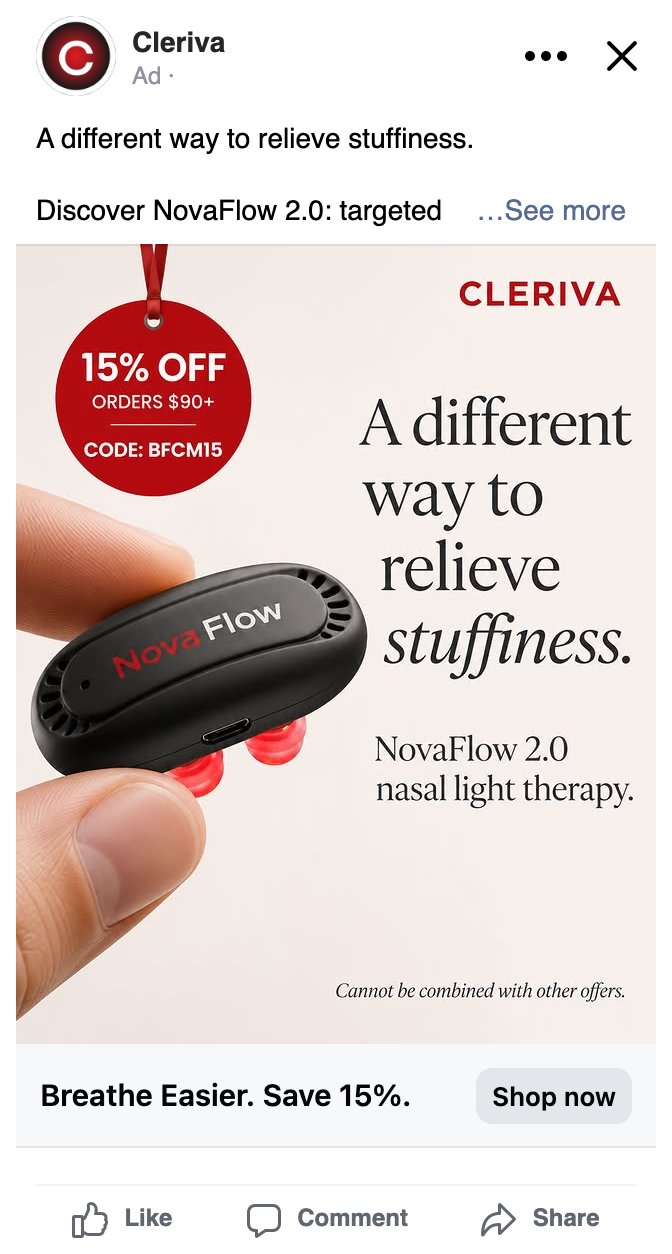 C
Cleriva
Ad ·
A different way to relieve stuffiness.
Discover NovaFlow 2.0: targeted ...See more
CLERIVA
15% OFF
ORDERS $90+
CODE: BFCM15
A different
way to
relieve
stuffiness.
Nova Flow
NovaFlow 2.0
nasal light therapy.
Cannot be combined with other offers.
Breathe Easier. Save 15%.
Shop now
Like
Comment
Share